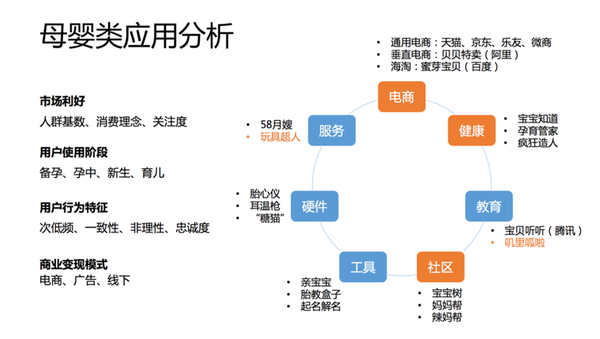 母婴类应用分析
市场利好
人群基数、消费理念、关注度
用户使用阶段
备孕、孕中、新生、育儿
用户行为特征
次低频、一致性、非理性、忠诚度
商业变现模式
电商、广告、线下
• 通用电商：天猫、京东、乐友、微商
• 垂直电商：贝贝特卖（阿里）
• 海淘：蜜芽宝贝（百度）
电商
健康
• 宝宝知道
• 孕育管家
• 疯狂造人
教育
• 宝贝听听（腾讯）
• 叽里呱啦
社区
• 宝宝树
• 妈妈帮
• 辣妈帮
工具
• 亲宝宝
• 胎教盒子
• 起名解名
硬件
• 胎心仪
• 耳温枪
• “糖猫”
服务
• 58月嫂
• 玩具超人